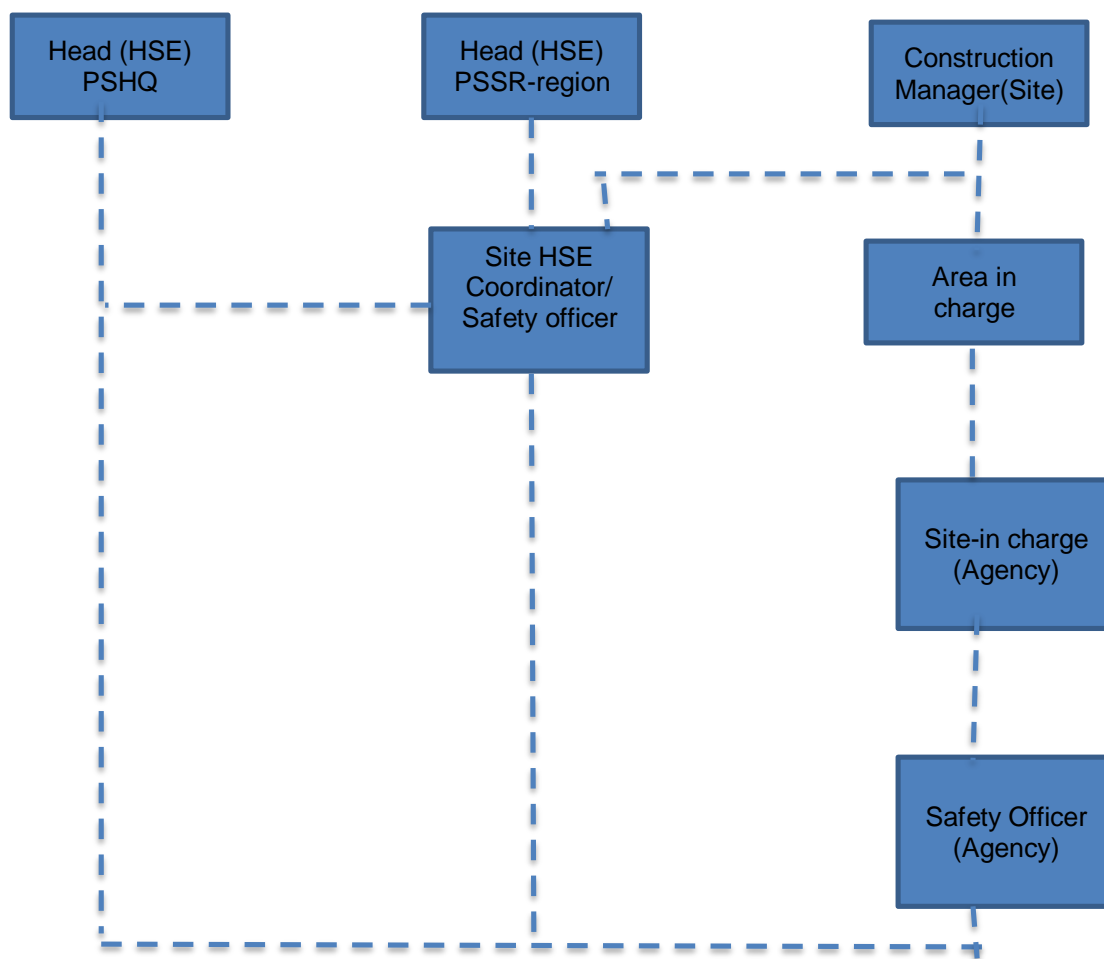 Head (HSE)
PSHQ
Head (HSE)
PSSR-region
Construction
Manager(Site)
Site HSE
Coordinator/
Safety officer
Area in
charge
Site-in charge
(Agency)
Safety Officer
(Agency)